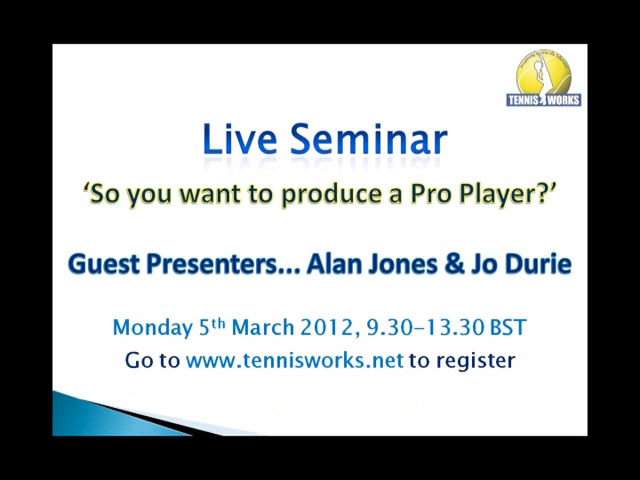 TENNIS WORKS
Live Seminar
‘So you want to produce a Pro Player?’
Guest Presenters... Alan Jones & Jo Durie
Monday 5th March 2012, 9.30-13.30 BST
Go to www.tennisworks.net to register